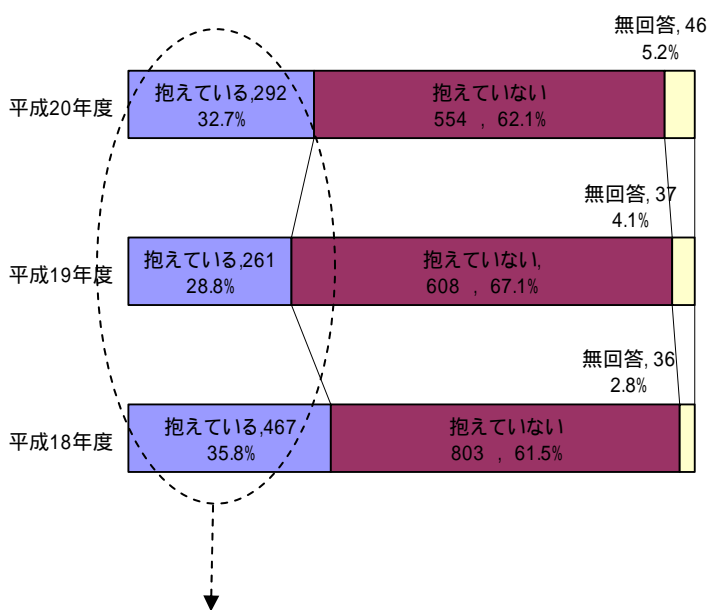 無回答, 46
5.2%
平成20年度
抱えている,292
32.7%
抱えていない
554 , 62.1%
無回答, 37
4.1%
平成19年度
抱えている,261
28.8%
抱えていない,
608 , 67.1%
無回答, 36
2.8%
平成18年度
抱えている,467
35.8%
抱えていない
803 , 61.5%